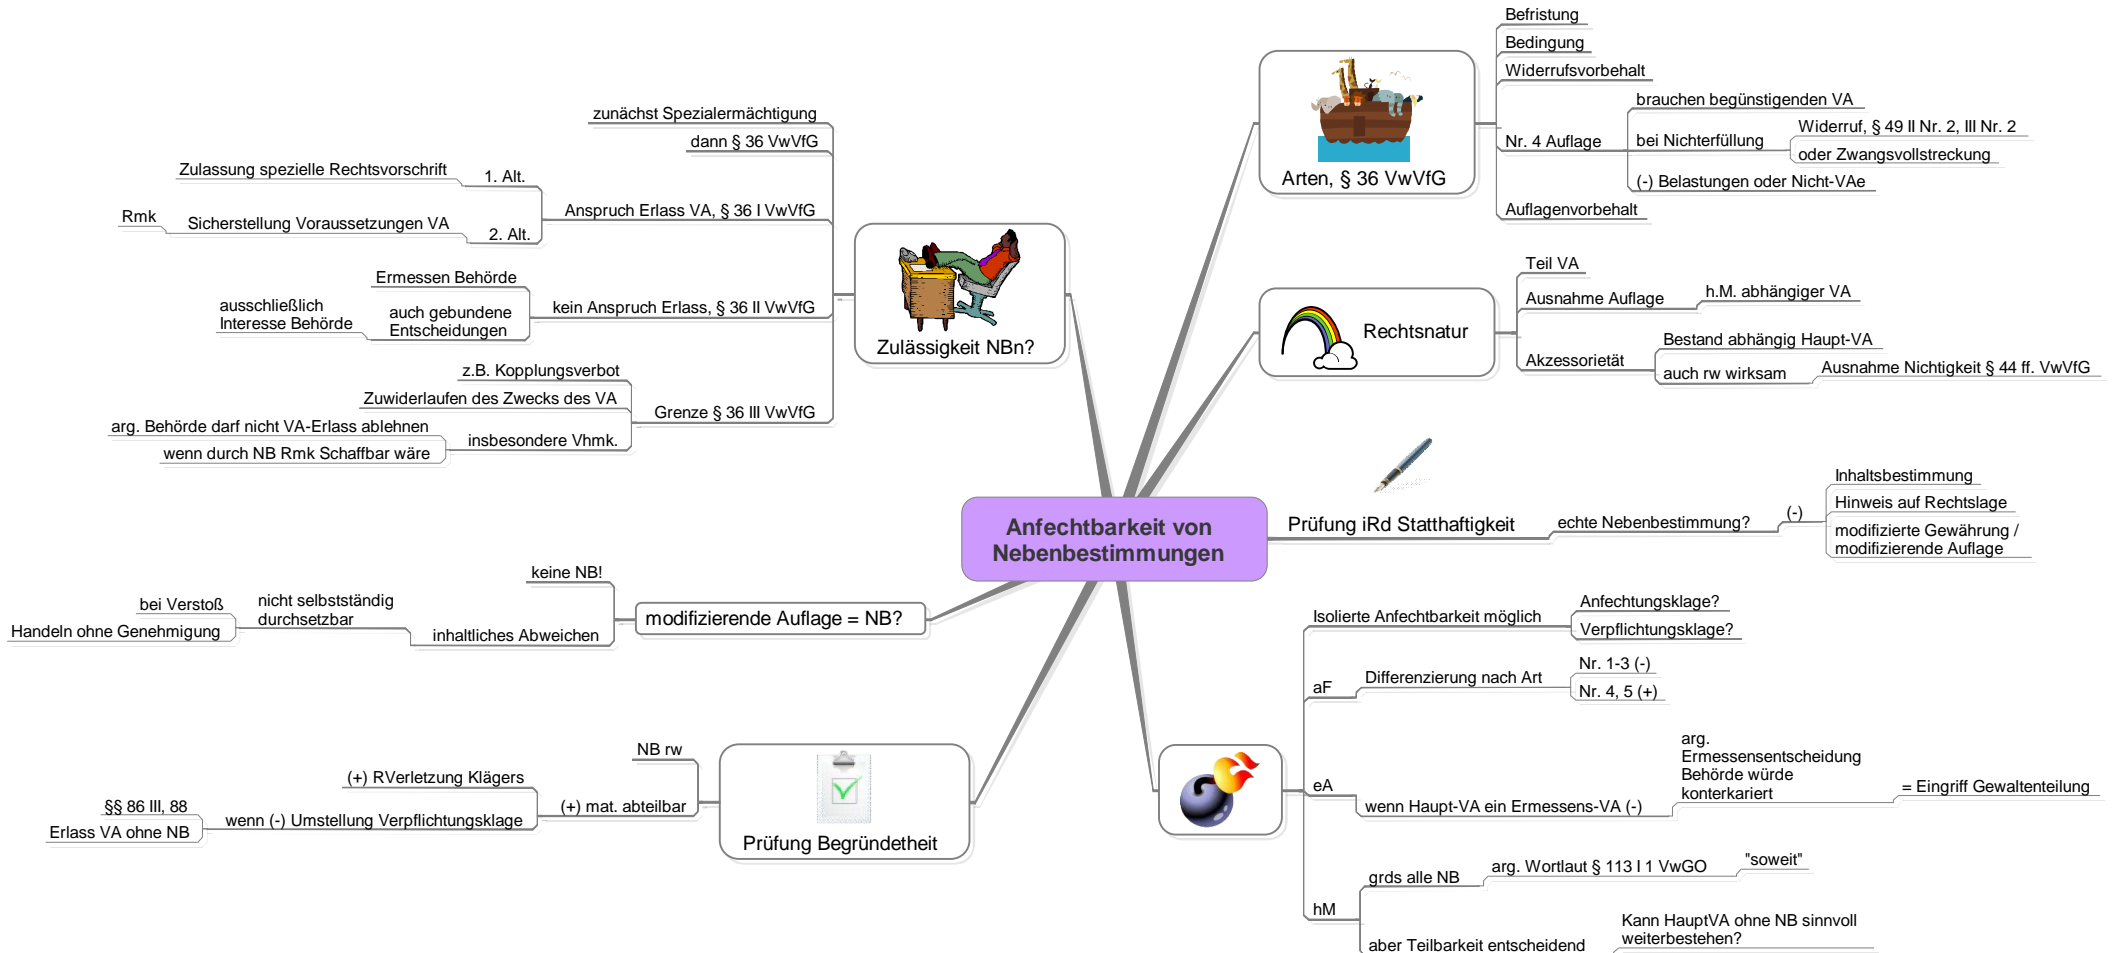 Anfechtbarkeit von
Nebenbestimmungen
Arten, § 36 VwVfG
Befristung
Bedingung
Widerrufsvorbehalt
Nr. 4 Auflage
brauchen begünstigenden VA
bei Nichterfüllung
Widerruf, § 49 II Nr. 2, III Nr. 2
oder Zwangsvollstreckung
(-) Belastungen oder Nicht-VAe
Auflagenvorbehalt
Rechtsnatur
Teil VA
Ausnahme Auflage
h.M. abhängiger VA
Akzessorietät
Bestand abhängig Haupt-VA
auch rw wirksam
Ausnahme Nichtigkeit § 44 ff. VwVfG
Prüfung iRd Statthaftigkeit
echte Nebenbestimmung?
(-)
Inhaltsbestimmung
Hinweis auf Rechtslage
modifizierte Gewährung /
modifizierende Auflage
Isolierte Anfechtbarkeit möglich
Anfechtungsklage?
Verpflichtungsklage?
aF
Differenzierung nach Art
Nr. 1-3 (-)
Nr. 4, 5 (+)
eA
wenn Haupt-VA ein Ermessens-VA (-)
arg.
Ermessensentscheidung
Behörde würde
konterkariert
= Eingriff Gewaltenteilung
hM
grds alle NB
arg. Wortlaut § 113 I 1 VwGO
"soweit"
aber Teilbarkeit entscheidend
Kann HauptVA ohne NB sinnvoll
weiterbestehen?
Zulässigkeit NBn?
zunächst Spezialermächtigung
dann § 36 VwVfG
Anspruch Erlass VA, § 36 I VwVfG
1. Alt.
Zulassung spezielle Rechtsvorschrift
2. Alt.
Sicherstellung Voraussetzungen VA
Rmk
kein Anspruch Erlass, § 36 II VwVfG
Ermessen Behörde
auch gebundene
Entscheidungen
ausschließlich
Interesse Behörde
Grenze § 36 III VwVfG
z.B. Kopplungsverbot
Zuwiderlaufen des Zwecks des VA
insbesondere Vhmk.
arg. Behörde darf nicht VA-Erlass ablehnen
wenn durch NB Rmk Schaffbar wäre
modifizierende Auflage = NB?
keine NB!
inhaltliches Abweichen
nicht selbstständig
durchsetzbar
bei Verstoß
Handeln ohne Genehmigung
Prüfung Begründetheit
NB rw
(+) mat. abteilbar
(+) RVerletzung Klägers
wenn (-) Umstellung Verpflichtungsklage
§§ 86 III, 88
Erlass VA ohne NB